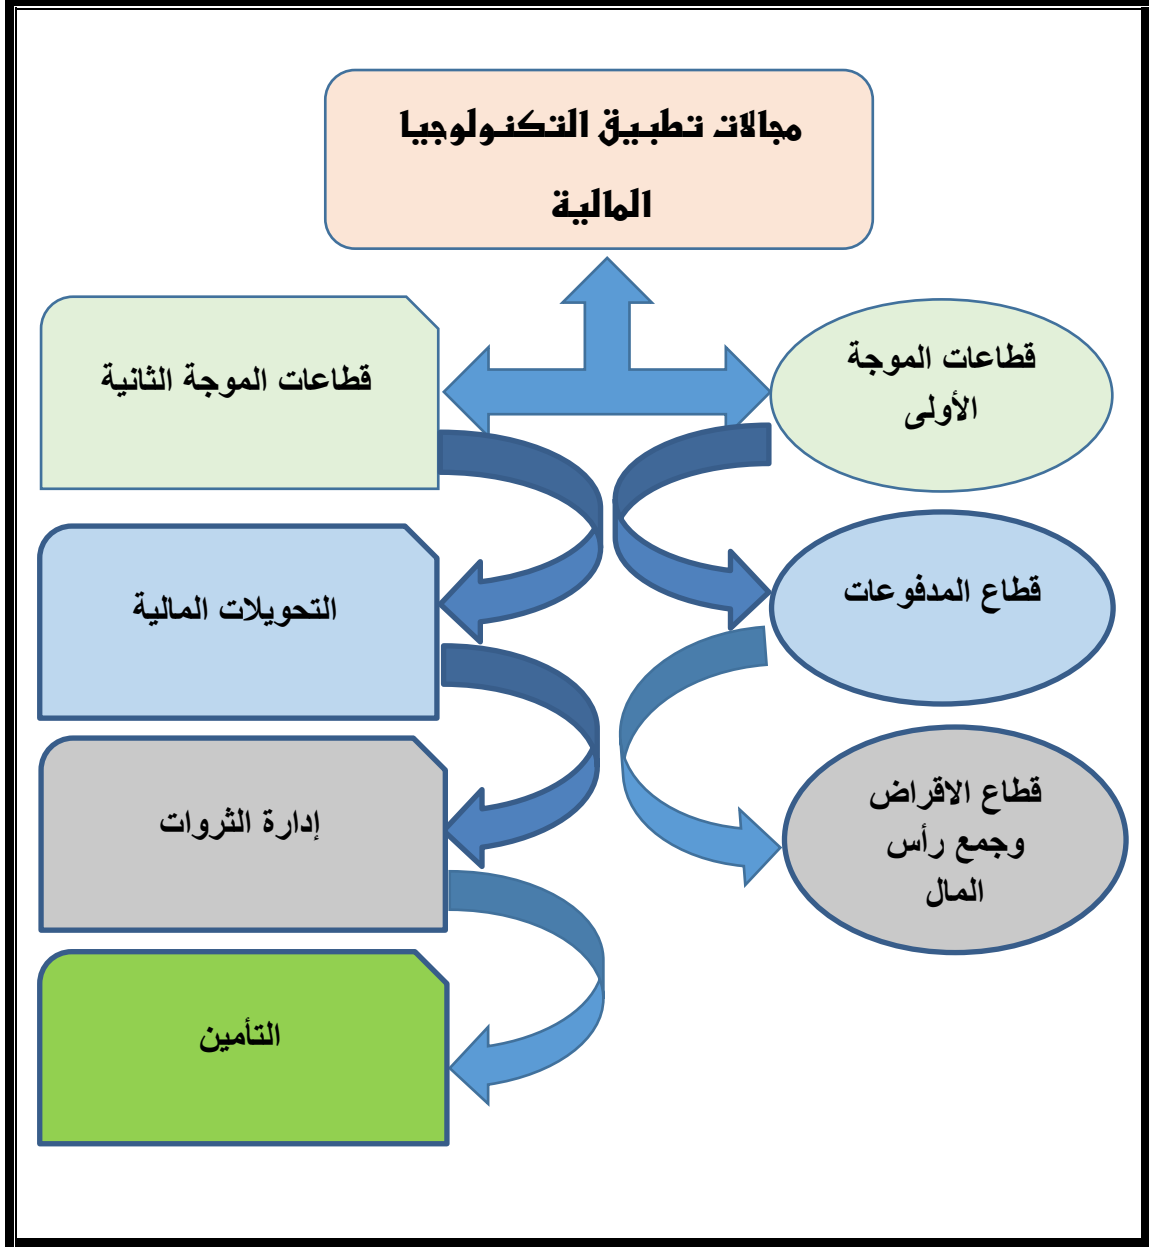 مجالات تطبيق التكنولوجيا
المالية
قطاعات الموجة
الأولى
قطاعات الموجة الثانية
قطاع المدفوعات
التحويلات المالية
قطاع الاقراض
وجمع رأس
المال
إدارة الثروات
التأمين